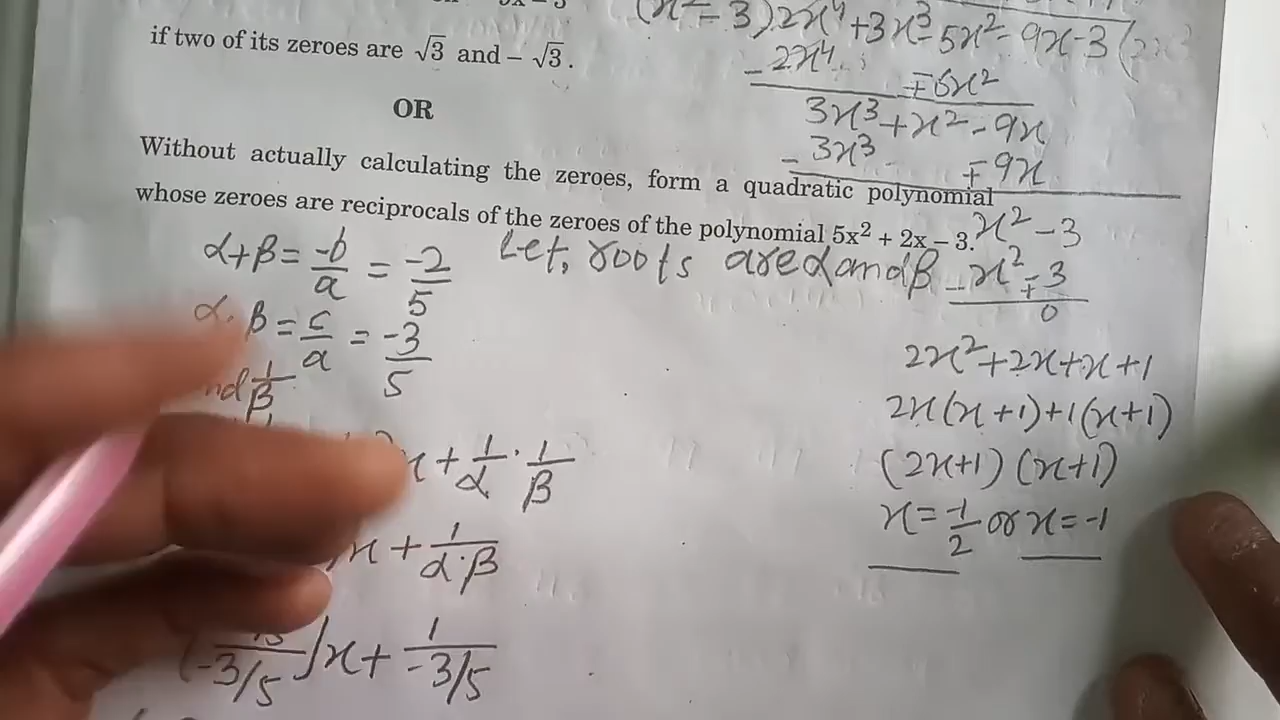 if two of its zeroes are √3 and – √3.
OR
Without actually calculating the zeroes, form a quadratic polynomial
whose zeroes are reciprocals of the zeroes of the polynomial 5x² + 2x – 3.
(x² - 3) 2x⁴ + 3x³ - 5x² - 9x - 3 (
- 2x⁴ ∓ 6x²
3x³ + x² - 9x
- 3x³ ∓ 9x
x² - 3
- x² ∓ 3
0
2x² + 2x + x + 1
2x(x + 1) + 1(x + 1)
(2x + 1) (x + 1)
x = -1/2 or x = -1
Let, roots are α and β
α + β = -b/a = -2/5
α . β = c/a = -3/5
1/β
x + 1/α . 1/β
x + 1/α.β
-3/5 ) x + 1/-3/5